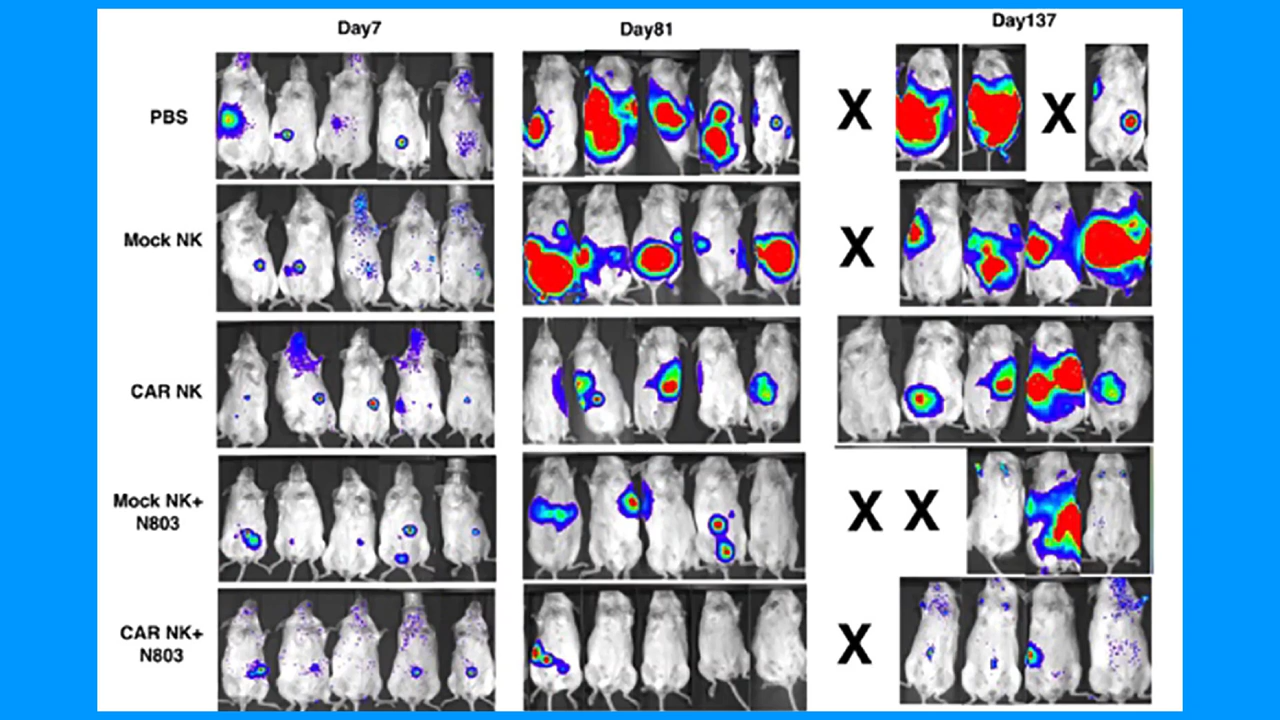 Day7 Day81 Day137
PBS X X
Mock NK X
CAR NK
Mock NK+
N803 X X
CAR NK+
N803 X